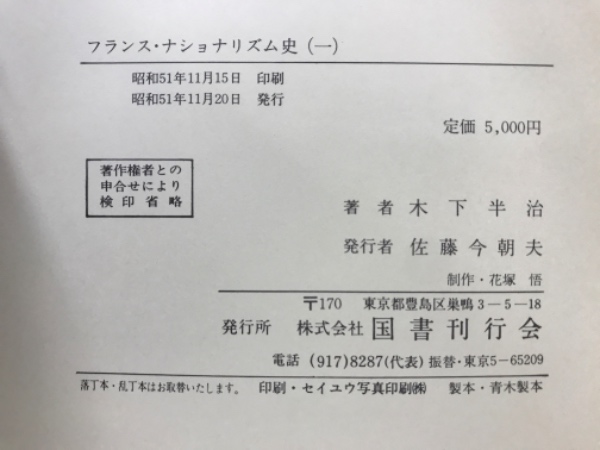 フランス・ナショナリズム史(一)
昭和51年11月15日 印刷
昭和51年11月20日 発行
定価 5,000円
著作権者との
申合せにより
検印省略
著者 木下半治
発行者 佐藤今朝夫
制作・花塚 悟
〒170 東京都豊島区巣鴨3-5-18
発行所 株式会社 国書刊行会
電話 (917)8287(代表) 振替・東京5-65209
落丁本・乱丁本はお取替いたします。 印刷・セイユウ写真印刷㈱ 製本・青木製本